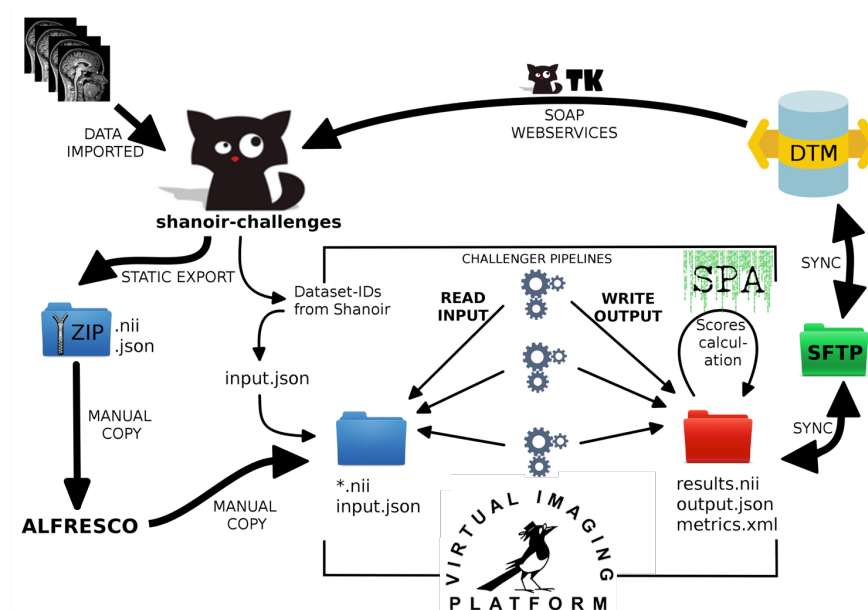 TK
SOAP
WEBSERVICES
DATA
IMPORTED
DTM
shanoir-challenges
STATIC EXPORT
CHALLENGER PIPELINES
SPA
SYNC
Dataset-IDs
from Shanoir
READ
INPUT
WRITE
OUTPUT
Scores
calcul-
ation
ZIP
.nii
.json
SFTP
input.json
MANUAL
COPY
SYNC
*.nii
input.json
results.nii
output.json
metrics.xml
MANUAL
COPY
ALFRESCO
VIRTUAL IMAGING
PLATFORM